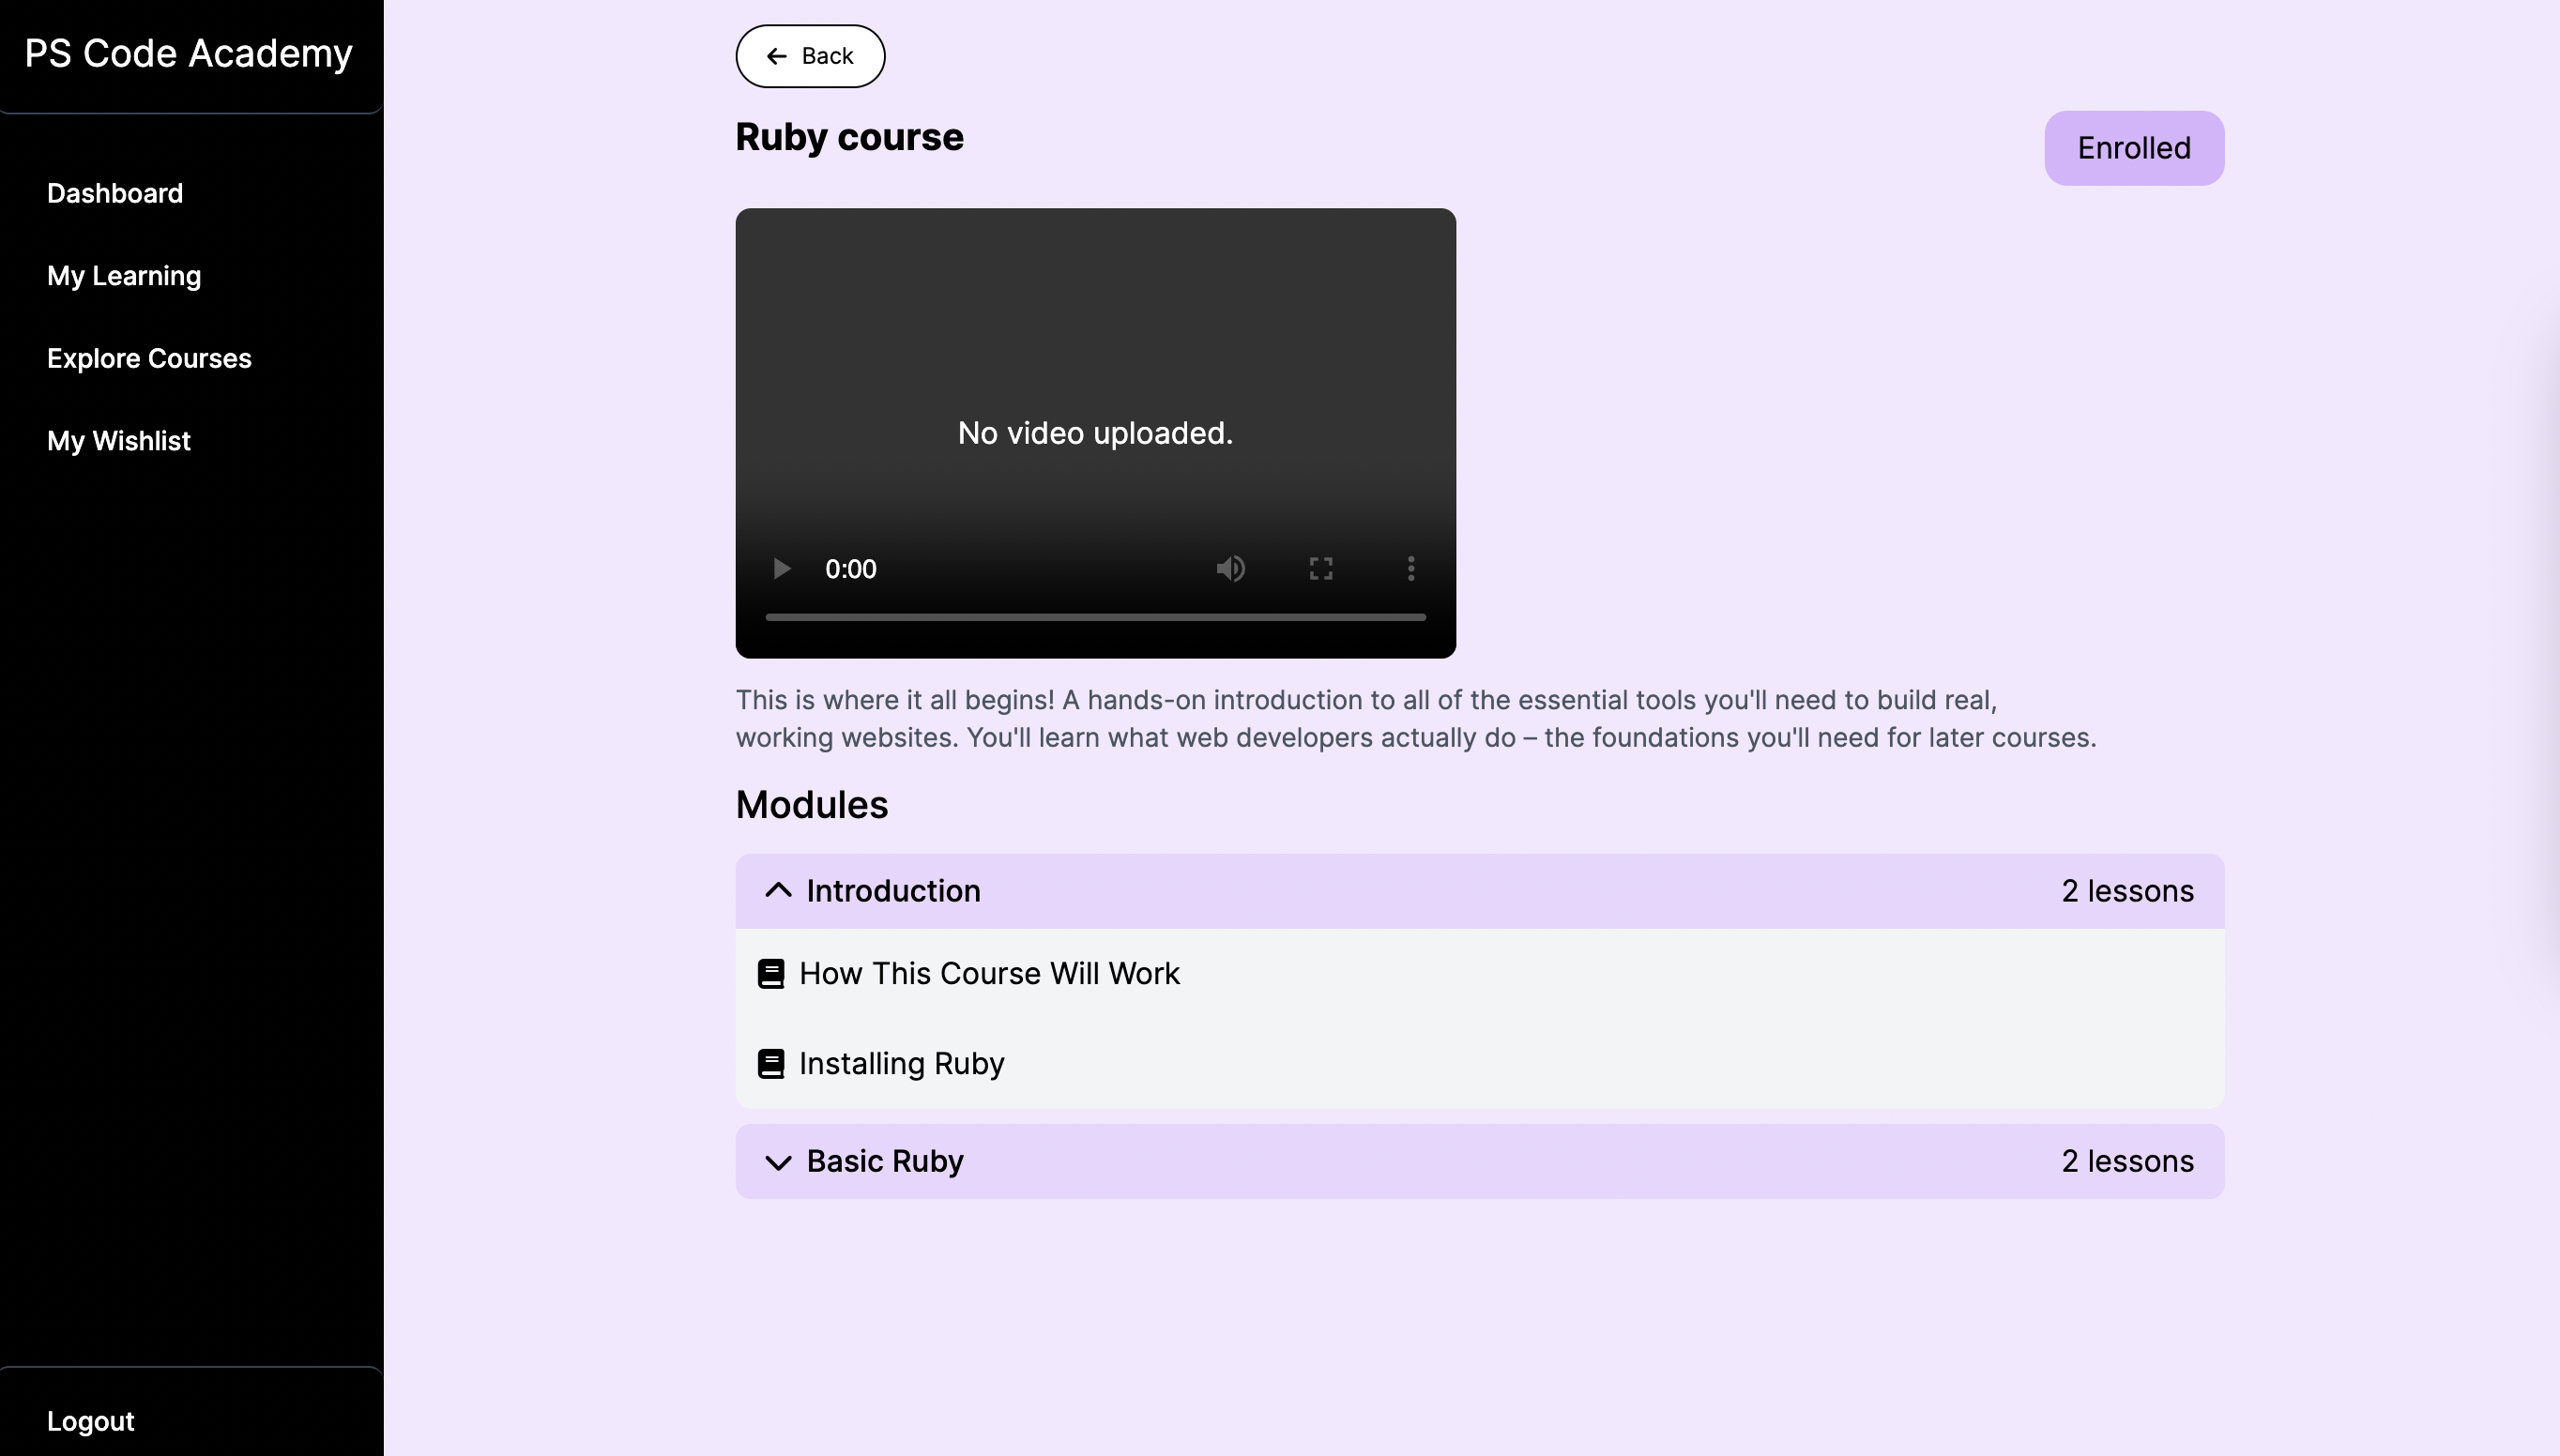 PS Code Academy
Dashboard
My Learning
Explore Courses
My Wishlist
Logout
Back
Ruby course
Enrolled
No video uploaded.
0:00
This is where it all begins! A hands-on introduction to all of the essential tools you'll need to build real,
working websites. You'll learn what web developers actually do – the foundations you'll need for later courses.
Modules
Introduction 2 lessons
How This Course Will Work
Installing Ruby
Basic Ruby 2 lessons